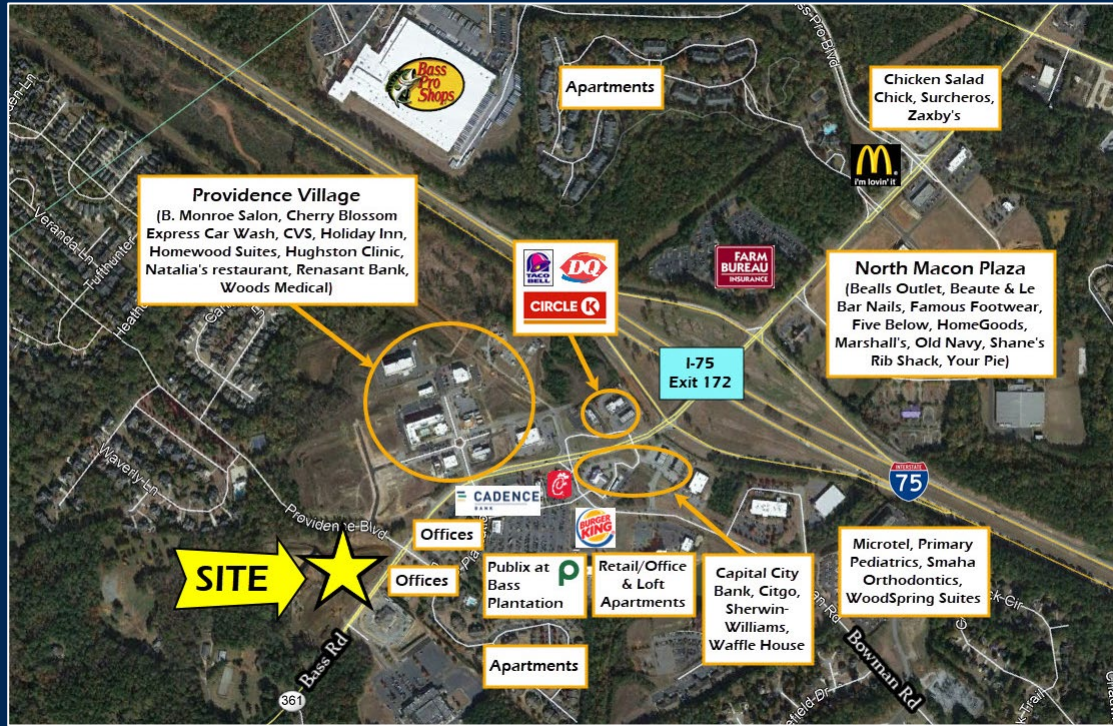 Bass
Pro
Shops
Apartments
Chicken Salad
Chick, Surcheros,
Zaxby's
i'm lovin' it
Providence Village
(B. Monroe Salon, Cherry Blossom
Express Car Wash, CVS, Holiday Inn,
Homewood Suites, Hughston Clinic,
Natalia's restaurant, Renasant Bank,
Woods Medical)
Veranda Ln
Tufthunter
TACO
BELL
DQ
CIRCLE K
FARM
BUREAU
INSURANCE
North Macon Plaza
(Bealls Outlet, Beaute & Le
Bar Nails, Famous Footwear,
Five Below, HomeGoods,
Marshall's, Old Navy, Shane's
Rib Shack, Your Pie)
I-75
Exit 172
INTERSTATE
75
Waverly Ln
Providence Blvd
CADENCE
BANK
BURGER
KING
Offices
SITE
Offices
Publix at
Bass
Plantation
Retail/Office
& Loft
Apartments
Capital City
Bank, Citgo,
Sherwin-
Williams,
Waffle House
Microtel, Primary
Pediatrics, Smaha
Orthodontics,
WoodSpring Suites
Bass Rd
Apartments
Bowman Rd
361